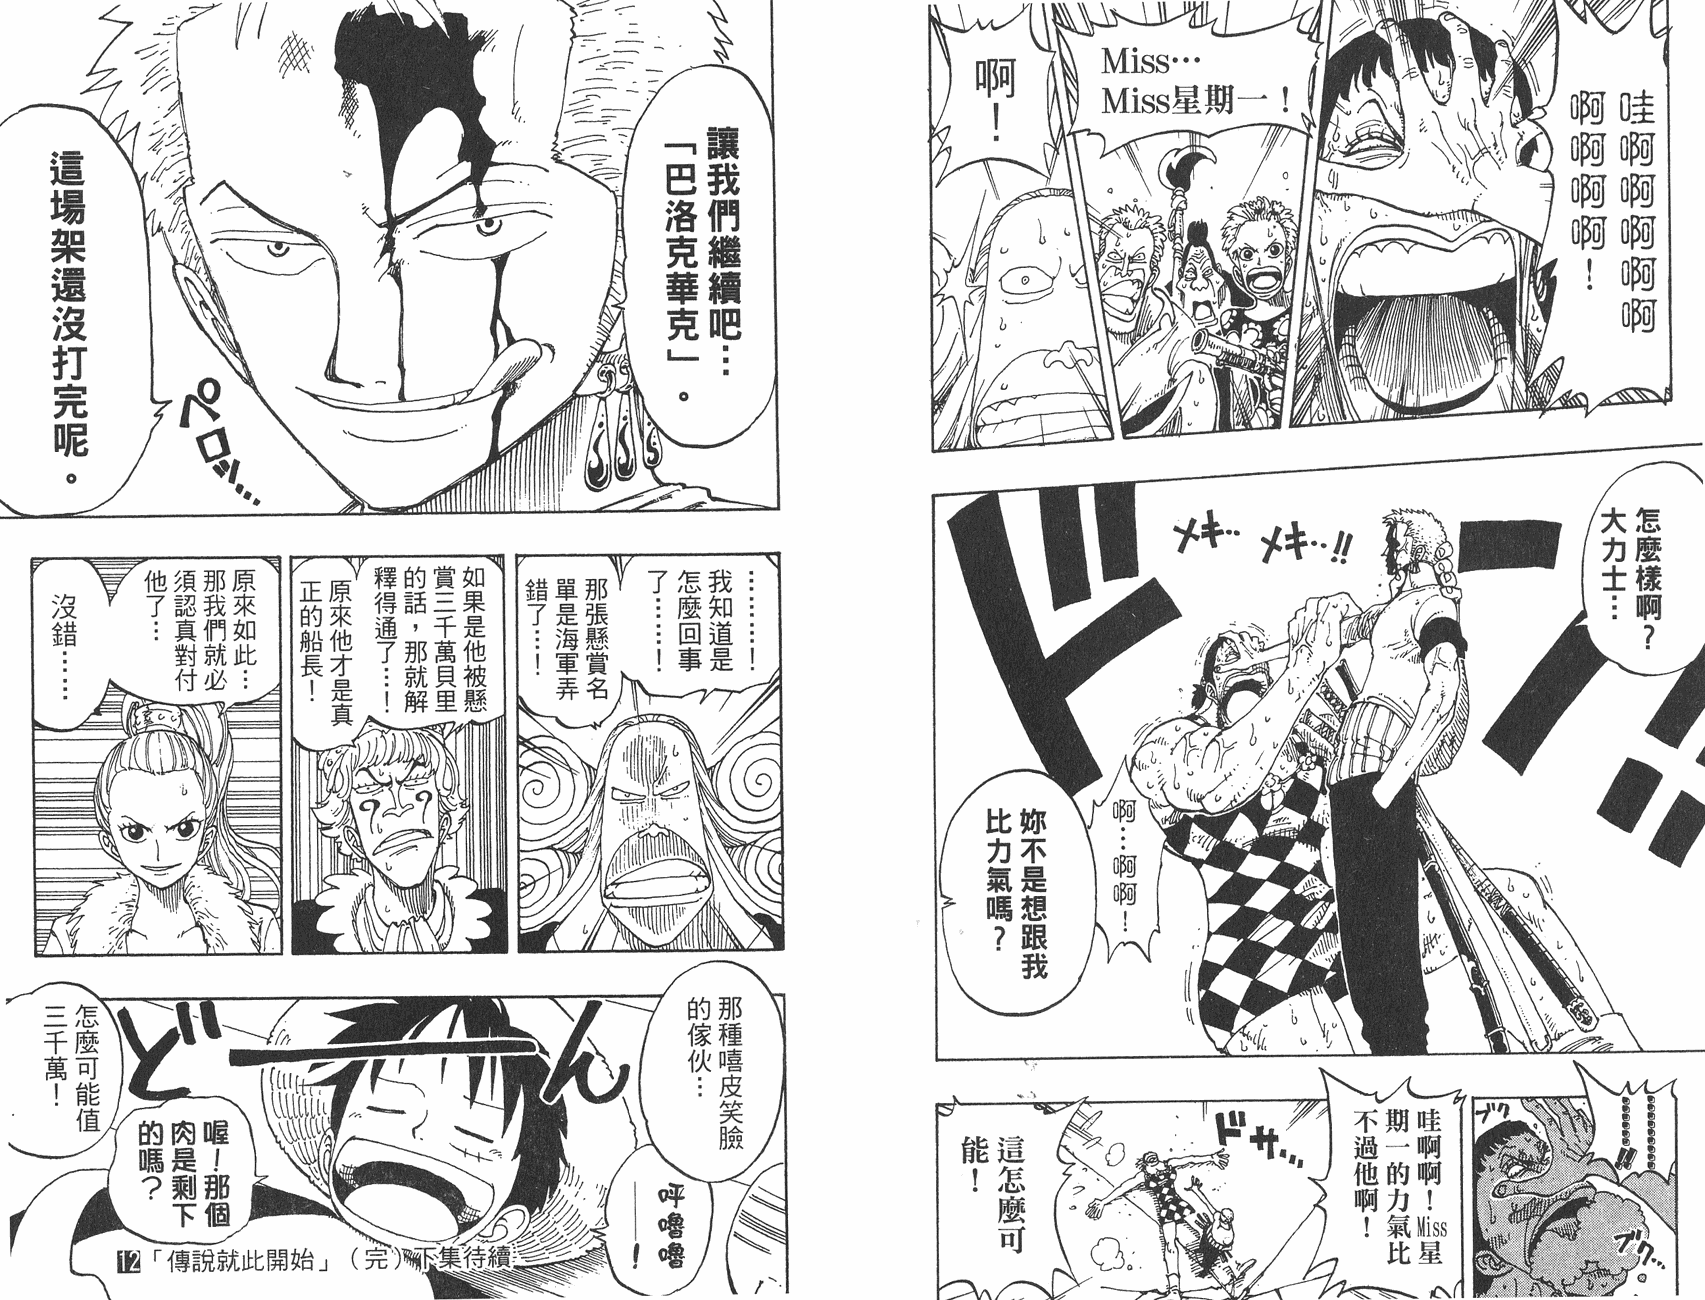 哇啊啊啊啊啊
啊啊啊啊！
Miss…
Miss星期一！
啊！
怎麼樣啊？
大力士…
メキ…
メキ…!!
ドーン!!
啊…啊啊！
妳不是想跟我
比力氣嗎？
!!
ブク
ブク…
哇啊啊！Miss星
期一的力氣比
不過他啊！
ドサ…
這怎麼可
能！
讓我們繼續吧…
「巴洛克華克」。
這場架還沒打完呢。
ペロッ…
………！
我知道是
怎麼回事
了………！
那張懸賞名
單是海軍弄
錯了…！
如果是他被懸
賞三千萬貝里
的話，那就解
釋得通了…！
原來他才是真
正的船長！
原來如此…
那我們就必
須認真對付
他了…
沒錯……
那種嘻皮笑臉
的傢伙…
怎麼可能值
三千萬！
どーん
呼嚕嚕！
喔！那個
肉是剩下
的嗎？
12「傳說就此開始」（完）下集待續